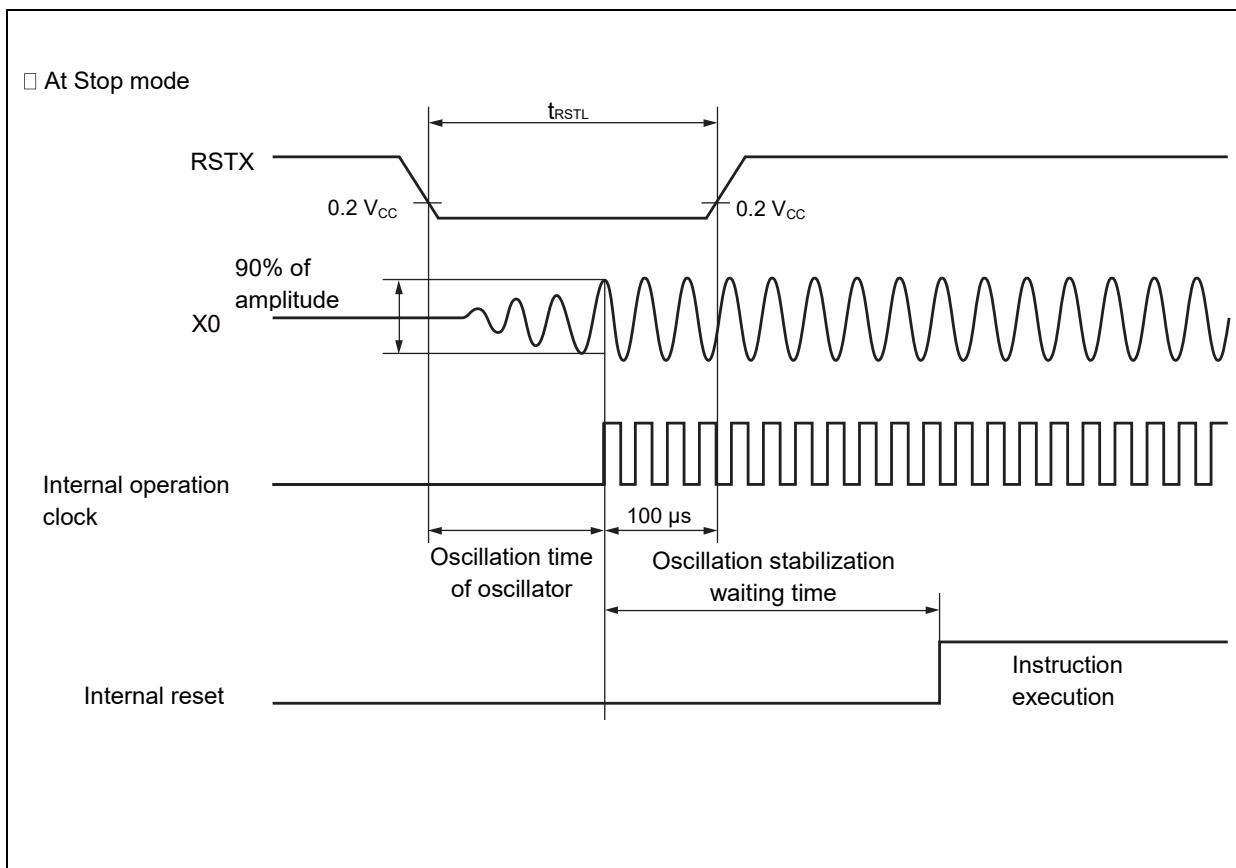 □ At Stop mode
tRSTL
RSTX
0.2 VCC
0.2 VCC
90% of
amplitude
X0
Internal operation
clock
100 µs
Oscillation time
of oscillator
Oscillation stabilization
waiting time
Internal reset
Instruction
execution